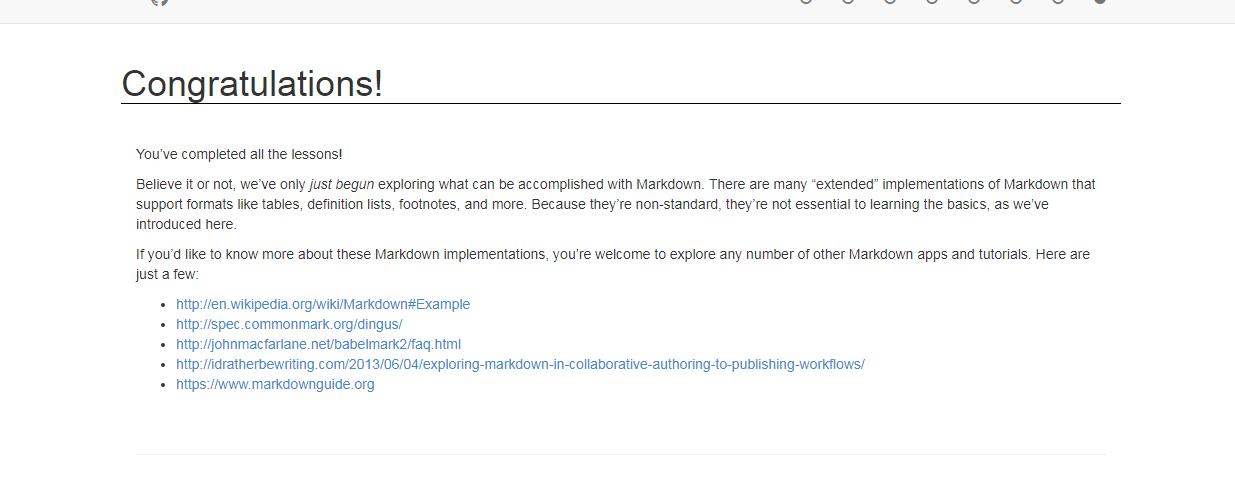 Congratulations!
You’ve completed all the lessons!
Believe it or not, we’ve only just begun exploring what can be accomplished with Markdown. There are many “extended” implementations of Markdown that
support formats like tables, definition lists, footnotes, and more. Because they’re non-standard, they’re not essential to learning the basics, as we’ve
introduced here.
If you’d like to know more about these Markdown implementations, you’re welcome to explore any number of other Markdown apps and tutorials. Here are
just a few:
http://en.wikipedia.org/wiki/Markdown#Example
http://spec.commonmark.org/dingus/
http://johnmacfarlane.net/babelmark2/faq.html
http://idratherbewriting.com/2013/06/04/exploring-markdown-in-collaborative-authoring-to-publishing-workflows/
https://www.markdownguide.org